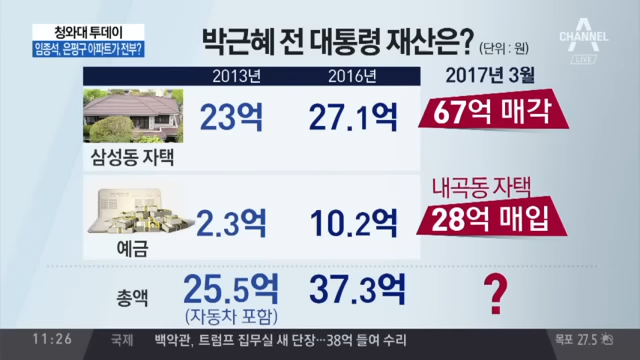 청와대 투데이
임종석, 은평구 아파트가 전부?
박근혜 전 대통령 재산은? (단위 : 원)
CHANNEL A
LIVE
2013년 2016년 2017년 3월
삼성동 자택 23억 27.1억 67억 매각
내곡동 자택
예금 2.3억 10.2억 28억 매입
총액 25.5억 37.3억 ?
(자동차 포함)
11:26 국제 백악관, 트럼프 집무실 새 단장…38억 들여 수리 목포 27.5